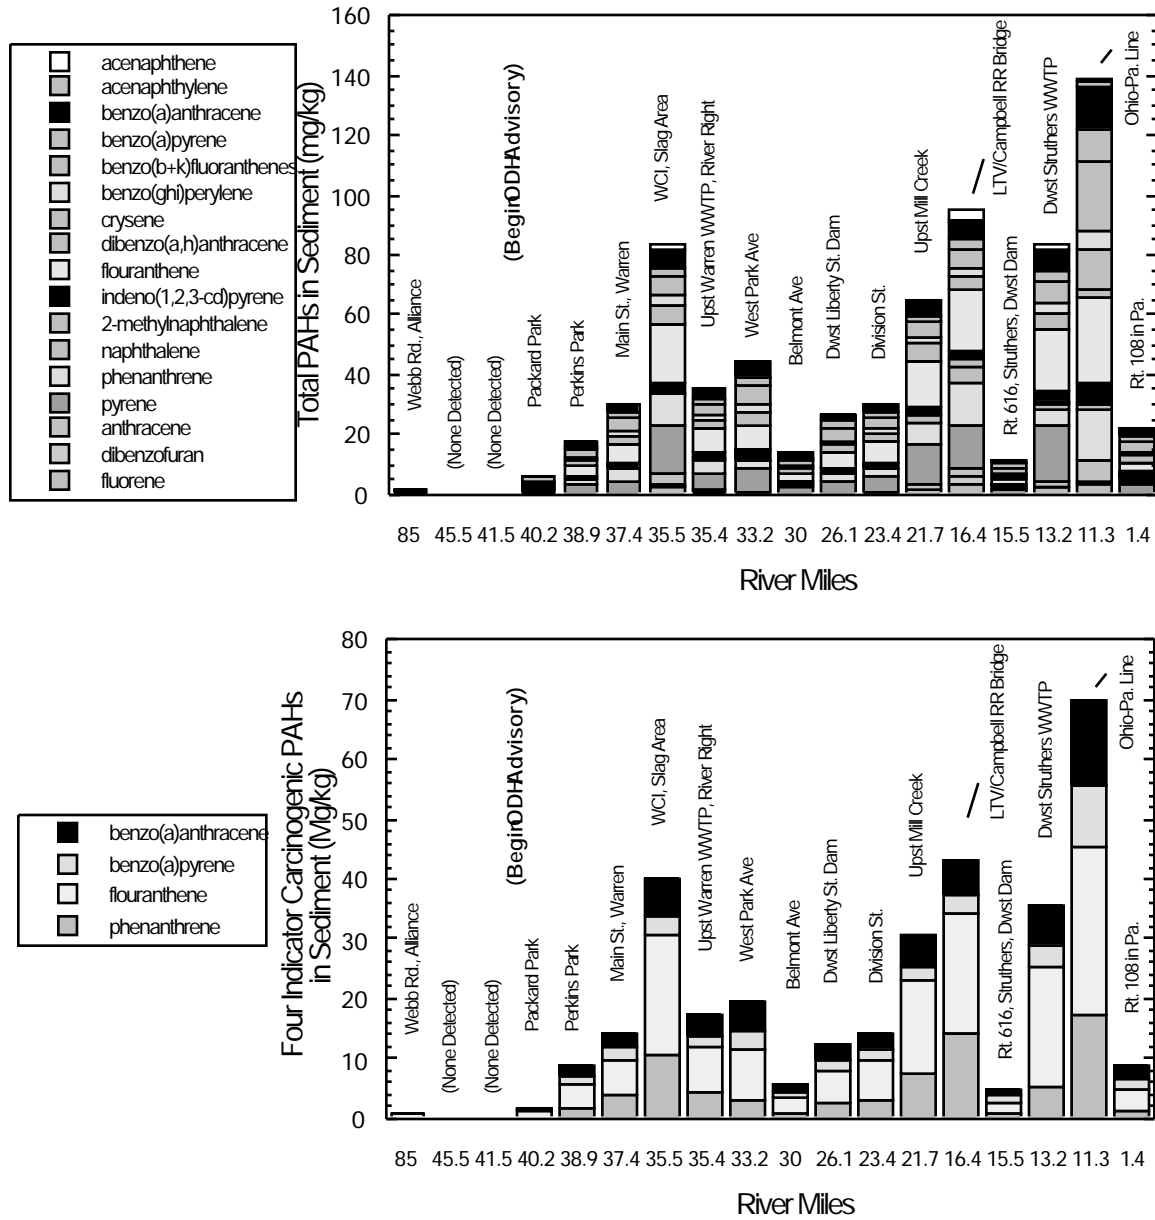 160
140
120
100
80
60
40
20
0
Total PAHs in Sediment (mg/kg)
acenaphthene
acenaphthylene
benzo(a)anthracene
benzo(a)pyrene
benzo(b+k)fluoranthenes
benzo(ghi)perylene
crysene
dibenzo(a,h)anthracene
flouranthene
indeno(1,2,3-cd)pyrene
2-methylnaphthalene
naphthalene
phenanthrene
pyrene
anthracene
dibenzofuran
fluorene
Webb Rd., Alliance
(None Detected)
(None Detected)
(Begin ODH Advisory)
Packard Park
Perkins Park
Main St., Warren
WCI, Slag Area
Upst Warren WWTP, River Right
West Park Ave
Belmont Ave
Dwst Liberty St. Dam
Division St.
Upst Mill Creek
LTV/Campbell RR Bridge
Rt. 616, Struthers, Dwst Dam
Dwst Struthers WWTP
Ohio-Pa. Line
Rt. 108 in Pa.
85 45.5 41.5 40.2 38.9 37.4 35.5 35.4 33.2 30 26.1 23.4 21.7 16.4 15.5 13.2 11.3 1.4
River Miles
80
70
60
50
40
30
20
10
0
Four Indicator Carcinogenic PAHs
in Sediment (Mg/kg)
benzo(a)anthracene
benzo(a)pyrene
flouranthene
phenanthrene
Webb Rd., Alliance
(None Detected)
(None Detected)
(Begin ODH Advisory)
Packard Park
Perkins Park
Main St., Warren
WCI, Slag Area
Upst Warren WWTP, River Right
West Park Ave
Belmont Ave
Dwst Liberty St. Dam
Division St.
Upst Mill Creek
LTV/Campbell RR Bridge
Rt. 616, Struthers, Dwst Dam
Dwst Struthers WWTP
Ohio-Pa. Line
Rt. 108 in Pa.
85 45.5 41.5 40.2 38.9 37.4 35.5 35.4 33.2 30 26.1 23.4 21.7 16.4 15.5 13.2 11.3 1.4
River Miles